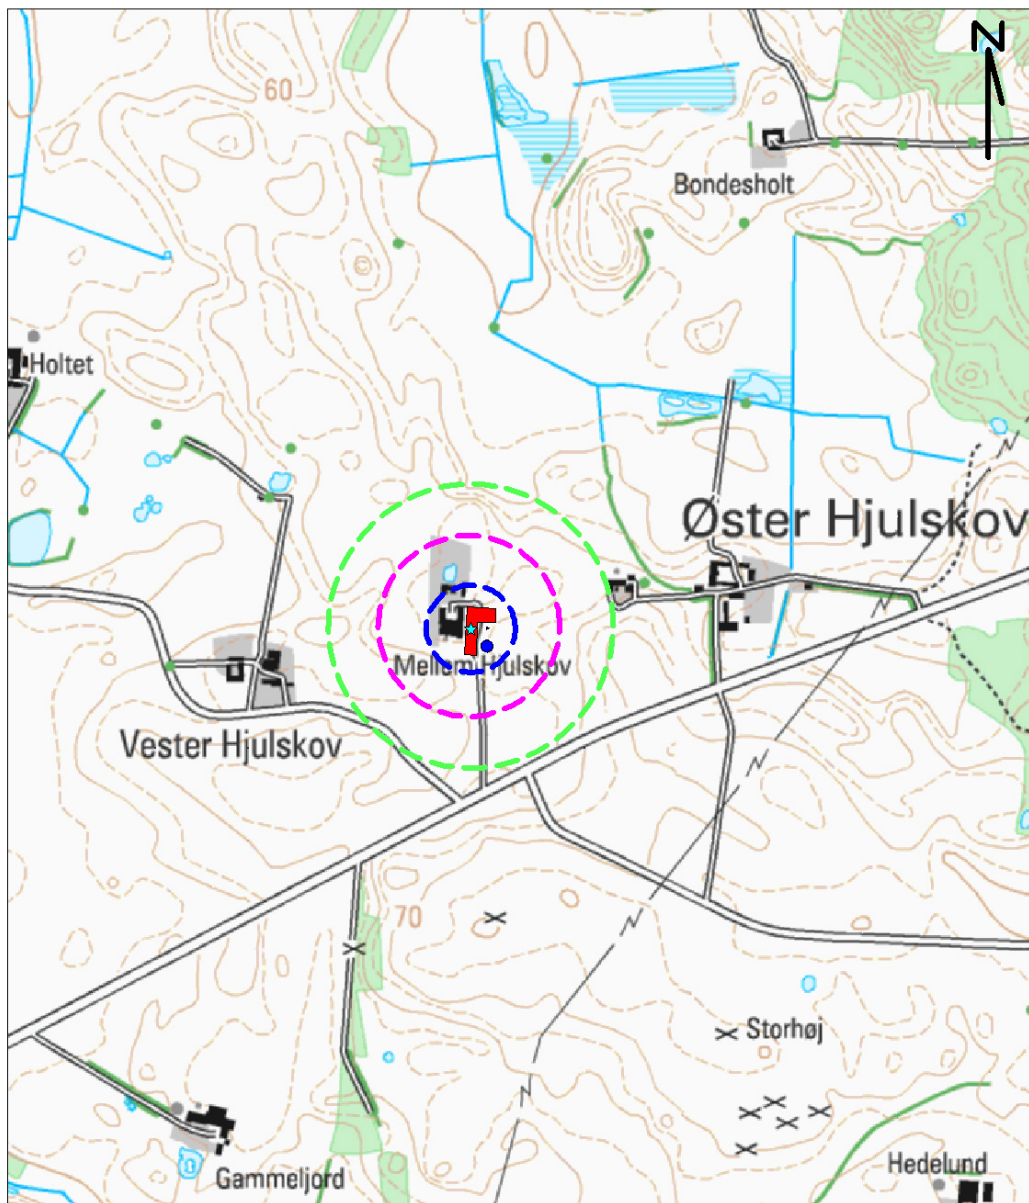 N
60
Bondesholt
Holtet
Øster Hjulskov
Mellem Hjulskov
Vester Hjulskov
70
Storhøj
Gammeljord
Hedelund